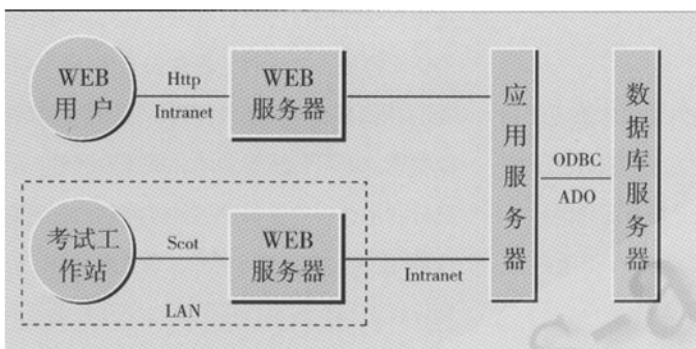 WEB
用 户
Http
Intranet
WEB
服务器
应用服务器
ODBC
ADO
数据库服务器
考试工
作站
Scot
WEB
服务器
LAN
Intranet